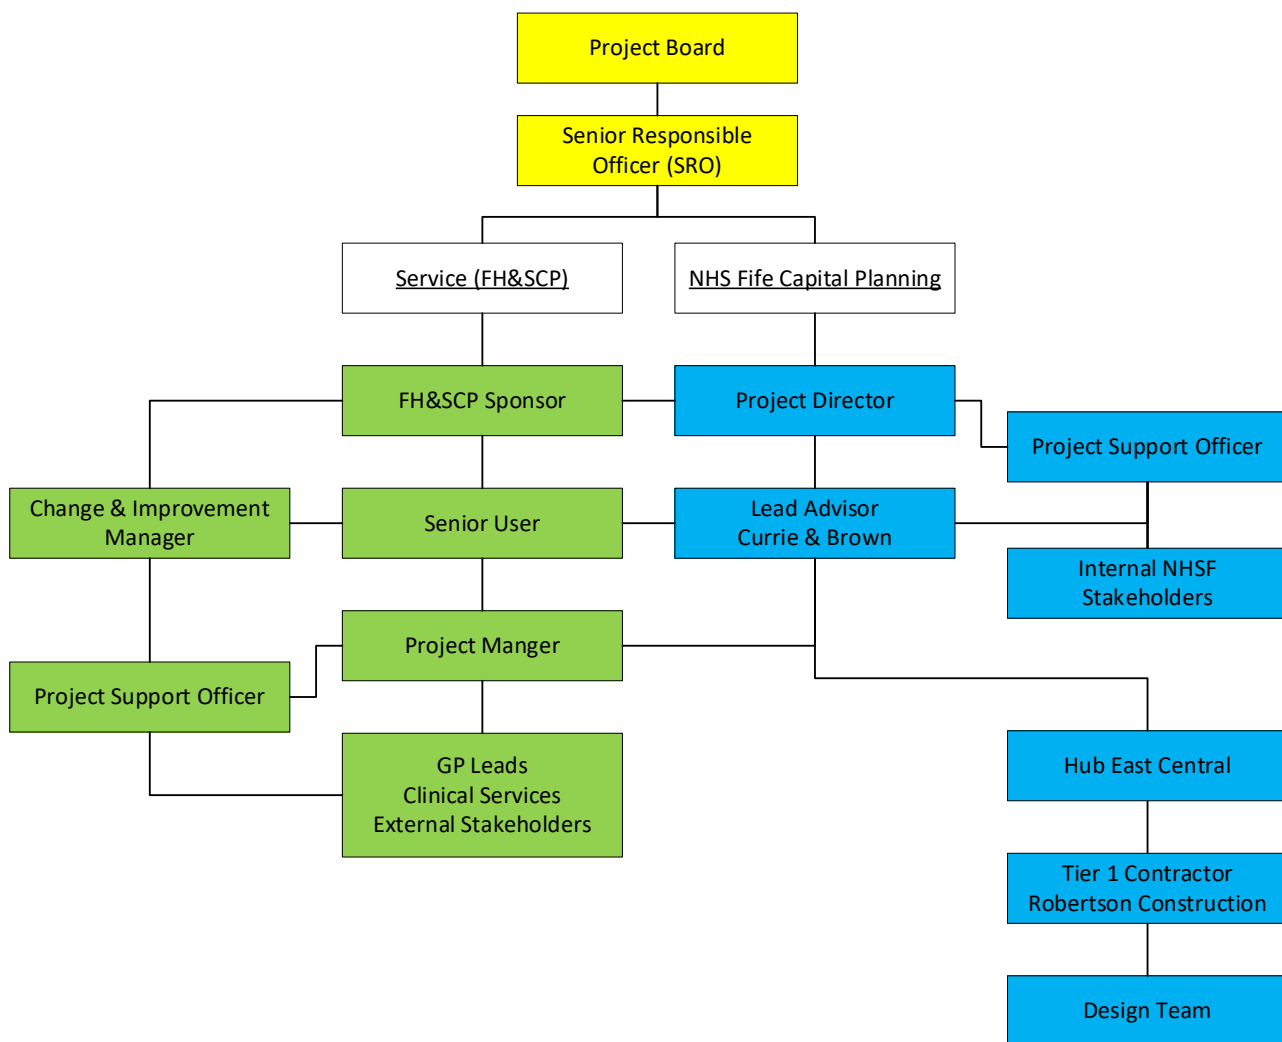 Project Board
Senior Responsible
Officer (SRO)
Service (FH&SCP)
NHS Fife Capital Planning
FH&SCP Sponsor
Project Director
Project Support Officer
Change & Improvement
Manager
Senior User
Lead Advisor
Currie & Brown
Internal NHSF
Stakeholders
Project Manger
Project Support Officer
GP Leads
Clinical Services
External Stakeholders
Hub East Central
Tier 1 Contractor
Robertson Construction
Design Team